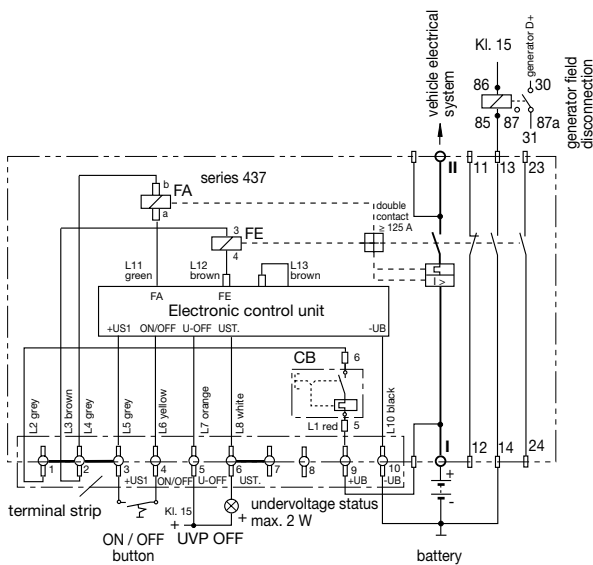 vehicle electrical
system
Kl. 15
generator D+
86
30
85
87
87a
31
generator field
disconnection
II
11
13
23
series 437
b
FA
a
double
contact
≥ 125 A
3
FE
4
L11
green
L12
brown
L13
brown
I >
FA
FE
Electronic control unit
+US1
ON/OFF
U-OFF
UST.
-UB
CB
6
L2 grey
L3 brown
L4 grey
L5 grey
L6 yellow
L7 orange
L8 white
L1 red
5
L10 black
I
12
14
24
1
2
3
4
5
6
7
8
9
10
+US1
ON/OFF
U-OFF
UST.
+UB
-UB
+
-
terminal strip
Kl. 15
+
+
undervoltage status
max. 2 W
ON / OFF
button
UVP OFF
battery